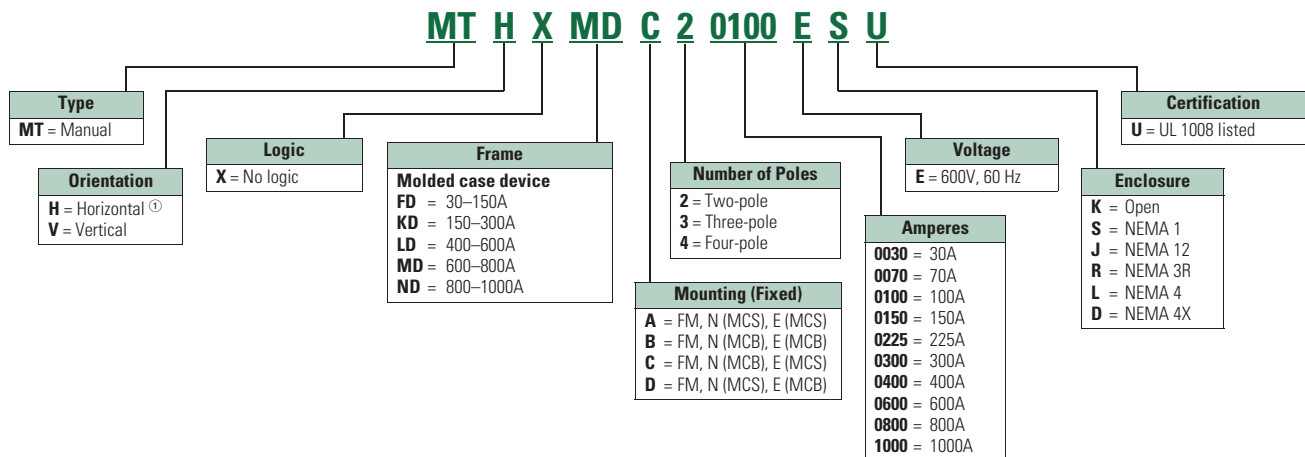 MT H X MD C 2 0100 E S U
Type
MT = Manual
Orientation
H = Horizontal ①
V = Vertical
Logic
X = No logic
Frame
Molded case device
FD = 30–150A
KD = 150–300A
LD = 400–600A
MD = 600–800A
ND = 800–1000A
Mounting (Fixed)
A = FM, N (MCS), E (MCS)
B = FM, N (MCB), E (MCB)
C = FM, N (MCB), E (MCS)
D = FM, N (MCS), E (MCB)
Number of Poles
2 = Two-pole
3 = Three-pole
4 = Four-pole
Amperes
0030 = 30A
0070 = 70A
0100 = 100A
0150 = 150A
0225 = 225A
0300 = 300A
0400 = 400A
0600 = 600A
0800 = 800A
1000 = 1000A
Voltage
E = 600V, 60 Hz
Enclosure
K = Open
S = NEMA 1
J = NEMA 12
R = NEMA 3R
L = NEMA 4
D = NEMA 4X
Certification
U = UL 1008 listed